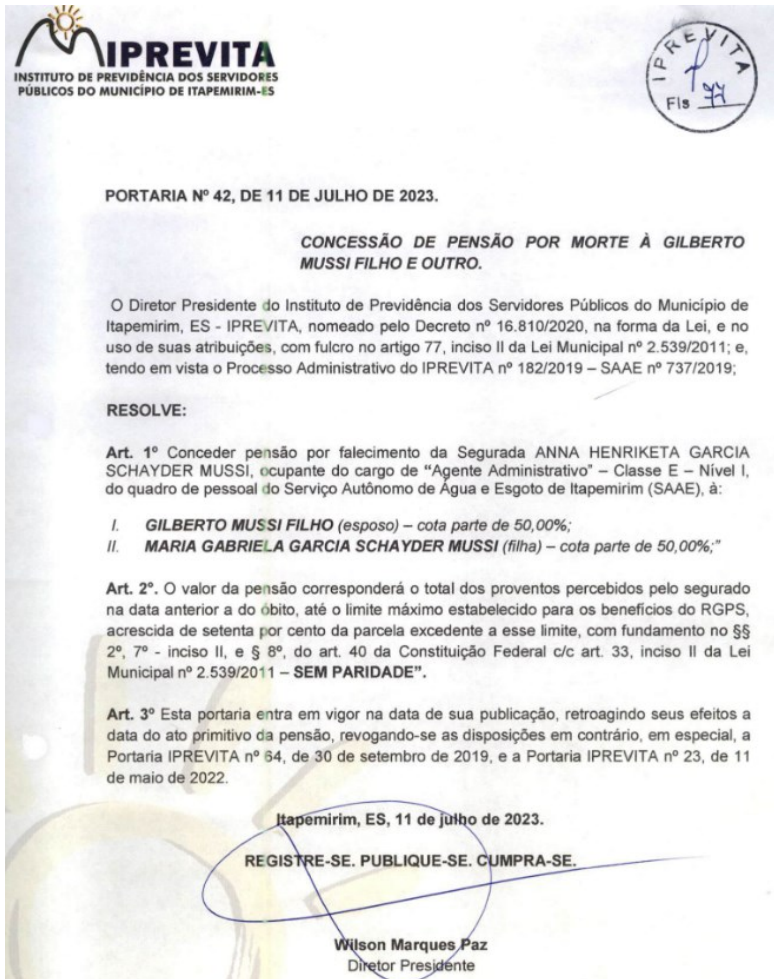 IPREVITA
INSTITUTO DE PREVIDÊNCIA DOS SERVIDORES
PÚBLICOS DO MUNICÍPIO DE ITAPEMIRIM-ES
IPREVITA
Fls 77
PORTARIA Nº 42, DE 11 DE JULHO DE 2023.
CONCESSÃO DE PENSÃO POR MORTE À GILBERTO
MUSSI FILHO E OUTRO.
O Diretor Presidente do Instituto de Previdência dos Servidores Públicos do Município de
Itapemirim, ES - IPREVITA, nomeado pelo Decreto nº 16.810/2020, na forma da Lei, e no
uso de suas atribuições, com fulcro no artigo 77, inciso II da Lei Municipal nº 2.539/2011; e,
tendo em vista o Processo Administrativo do IPREVITA nº 182/2019 – SAAE nº 737/2019;
RESOLVE:
Art. 1º Conceder pensão por falecimento da Segurada ANNA HENRIKETA GARCIA
SCHAYDER MUSSI, ocupante do cargo de “Agente Administrativo” – Classe E – Nível I,
do quadro de pessoal do Serviço Autônomo de Água e Esgoto de Itapemirim (SAAE), à:
I. GILBERTO MUSSI FILHO (esposo) – cota parte de 50,00%;
II. MARIA GABRIELA GARCIA SCHAYDER MUSSI (filha) – cota parte de 50,00%;”
Art. 2º. O valor da pensão corresponderá o total dos proventos percebidos pelo segurado
na data anterior a do óbito, até o limite máximo estabelecido para os benefícios do RGPS,
acrescida de setenta por cento da parcela excedente a esse limite, com fundamento no §§
2º, 7º - inciso II, e § 8º, do art. 40 da Constituição Federal c/c art. 33, inciso II da Lei
Municipal nº 2.539/2011 – SEM PARIDADE”.
Art. 3º Esta portaria entra em vigor na data de sua publicação, retroagindo seus efeitos a
data do ato primitivo da pensão, revogando-se as disposições em contrário, em especial, a
Portaria IPREVITA nº 64, de 30 de setembro de 2019, e a Portaria IPREVITA nº 23, de 11
de maio de 2022.
Itapemirim, ES, 11 de julho de 2023.
REGISTRE-SE. PUBLIQUE-SE. CUMPRA-SE.
Wilson Marques Paz
Diretor Presidente